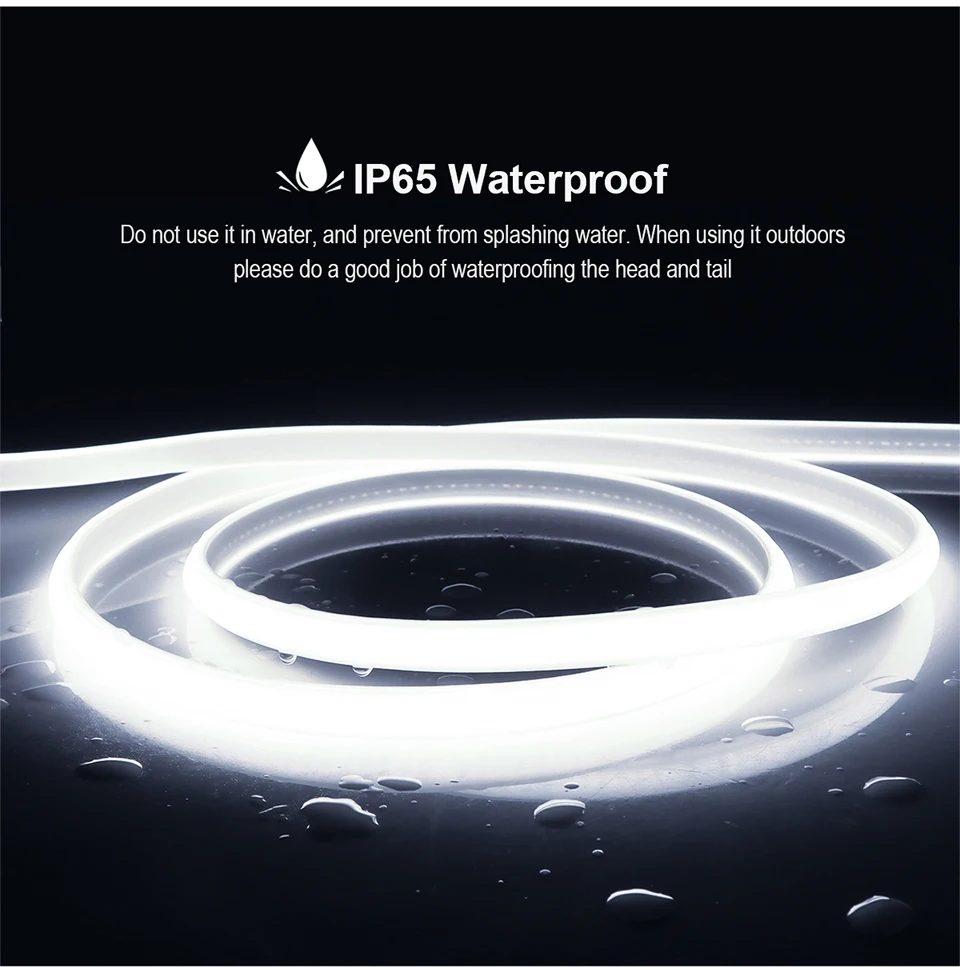 IP65 Waterproof
Do not use it in water, and prevent from splashing water. When using it outdoors
please do a good job of waterproofing the head and tail